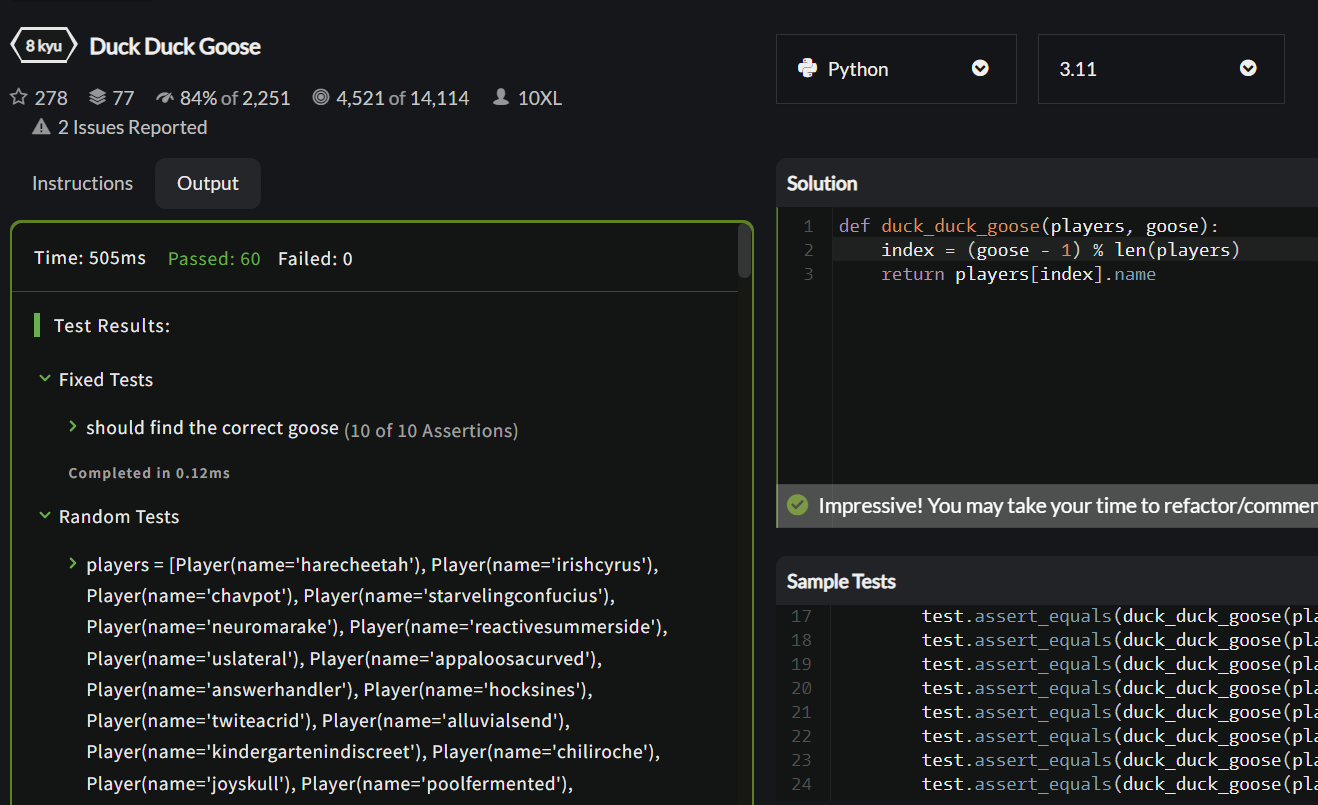 8 kyu Duck Duck Goose
278 77 84% of 2,251 4,521 of 14,114 10XL
2 Issues Reported
Instructions Output
Time: 505ms Passed: 60 Failed: 0
Test Results:
Fixed Tests
should find the correct goose (10 of 10 Assertions)
Completed in 0.12ms
Random Tests
players = [Player(name='harecheetah'), Player(name='irishcyrus'),
Player(name='chavpot'), Player(name='starvelingconfucius'),
Player(name='neuromarake'), Player(name='reactivesummerside'),
Player(name='uslateral'), Player(name='appaloosacurved'),
Player(name='answerhandler'), Player(name='hocksines'),
Player(name='twiteacrid'), Player(name='alluvialsend'),
Player(name='kindergartenindiscreet'), Player(name='chiliroche'),
Player(name='joyskull'), Player(name='poolfermented'),
Python 3.11
Solution
1 def duck_duck_goose(players, goose):
2 index = (goose - 1) % len(players)
3 return players[index].name
Impressive! You may take your time to refactor/commen
Sample Tests
17 test.assert_equals(duck_duck_goose(pla
18 test.assert_equals(duck_duck_goose(pla
19 test.assert_equals(duck_duck_goose(pla
20 test.assert_equals(duck_duck_goose(pla
21 test.assert_equals(duck_duck_goose(pla
22 test.assert_equals(duck_duck_goose(pla
23 test.assert_equals(duck_duck_goose(pla
24 test.assert_equals(duck_duck_goose(pla